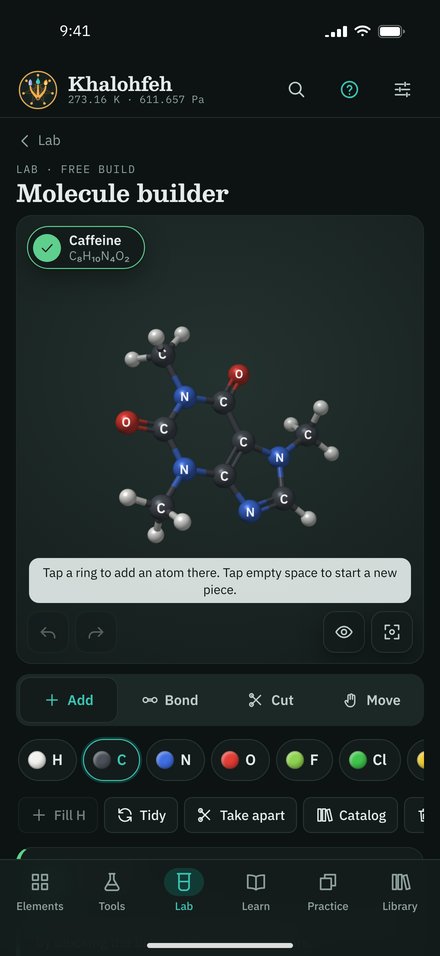 9:41
Khalohfeh
273.16 K · 611.657 Pa
Lab
LAB · FREE BUILD
Molecule builder
Caffeine
C₈H₁₀N₄O₂
C
O
N
C
O
C
C
C
N
N
C
C
N
C
Tap a ring to add an atom there. Tap empty space to start a new
piece.
Add
Bond
Cut
Move
H
C
N
O
F
Cl
Fill H
Tidy
Take apart
Catalog
Elements
Tools
Lab
Learn
Practice
Library